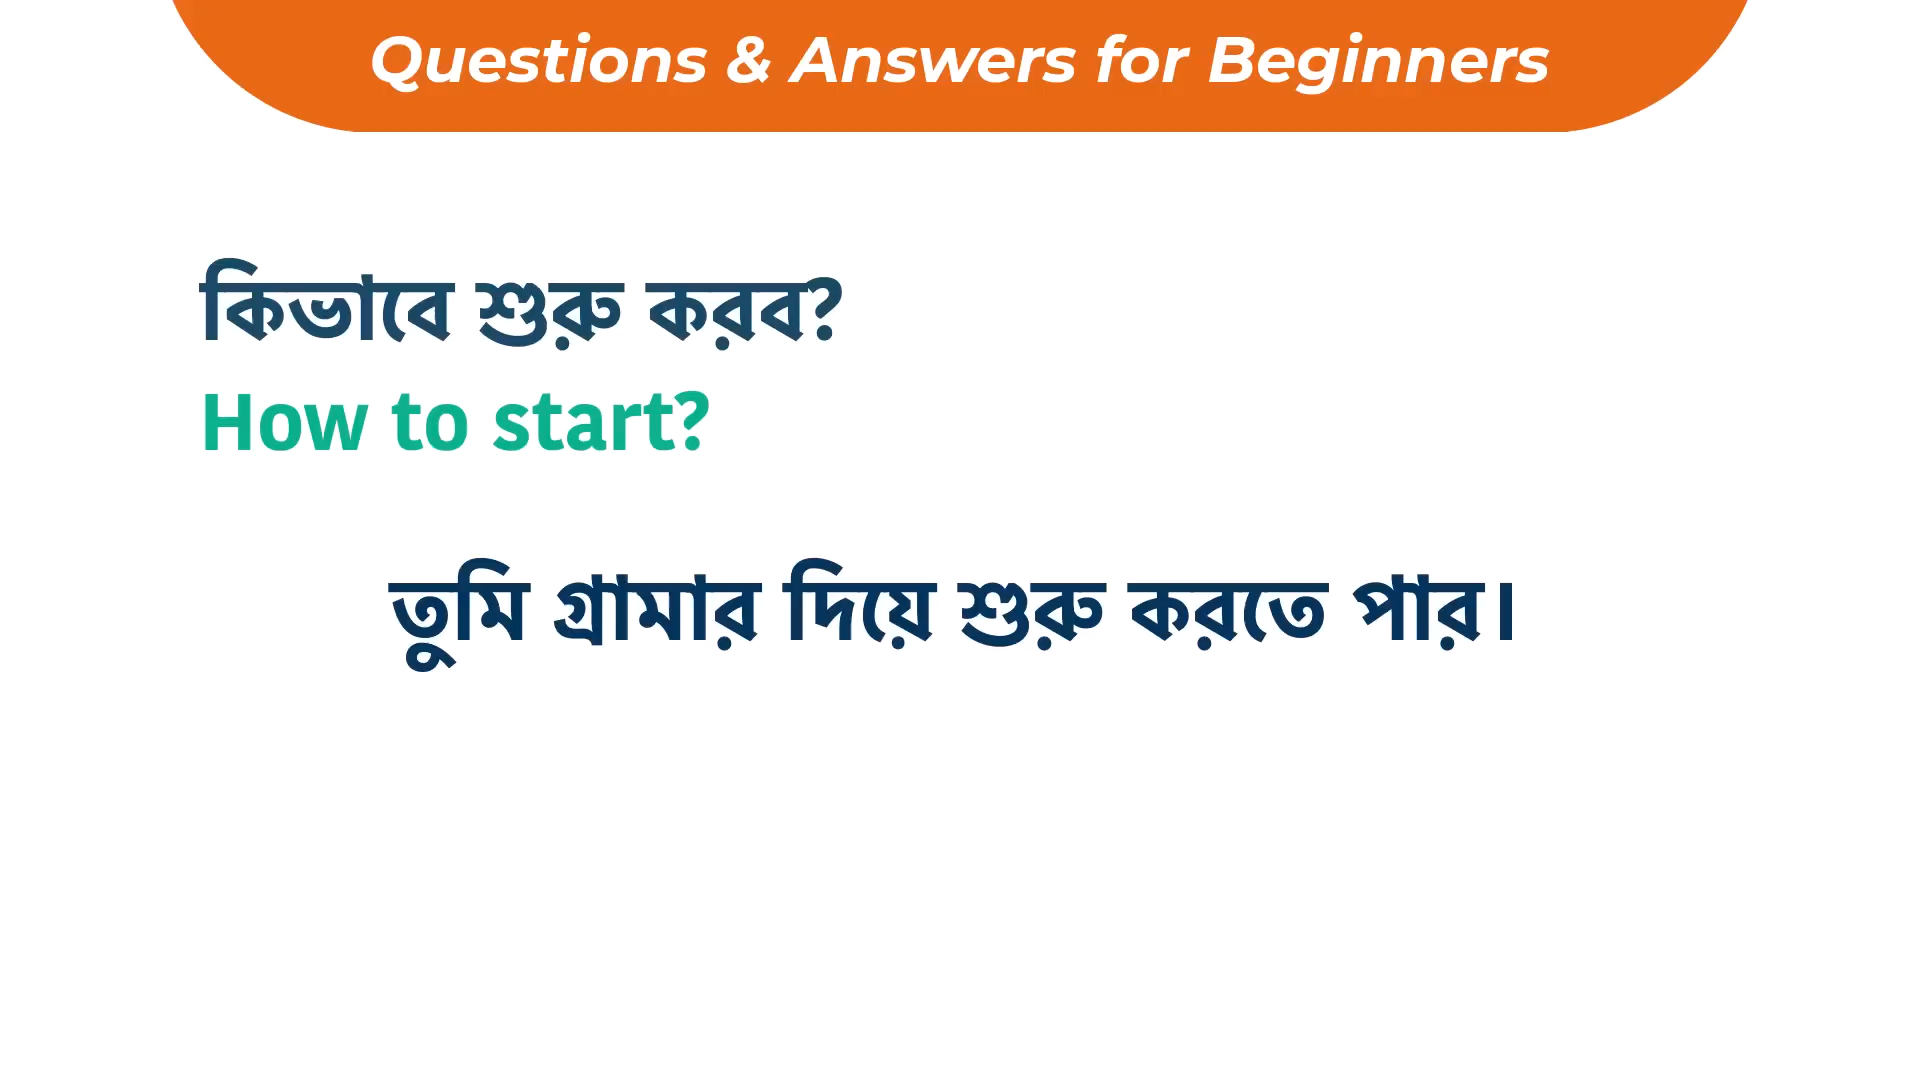 Questions & Answers for Beginners
কিভাবে শুরু করব?
How to start?
তুমি গ্রামার দিয়ে শুরু করতে পার।